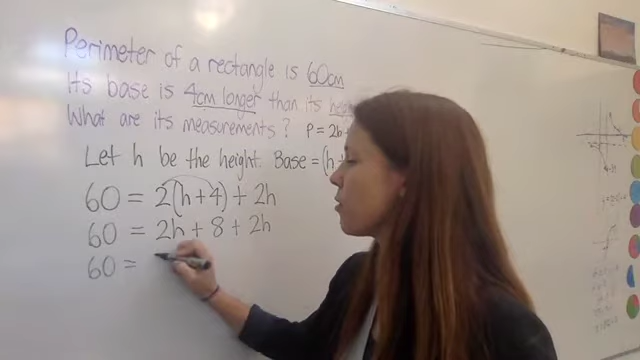 Perimeter of a rectangle is 60cm
Its base is 4cm longer than its
What are its measurements? P = 2b
Let h be the height. Base = (h
60 = 2(h+4) + 2h
60 = 2h + 8 + 2h
60 =